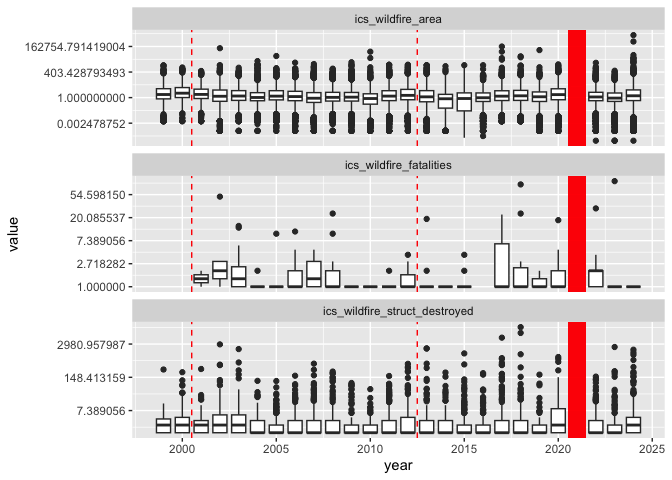 ics_wildfire_area
162754.791419004
403.428793493
1.000000000
0.002478752
ics_wildfire_fatalities
54.598150
20.085537
7.389056
2.718282
1.000000
ics_wildfire_struct_destroyed
2980.957987
148.413159
7.389056
value
2000 2005 2010 2015 2020 2025
year